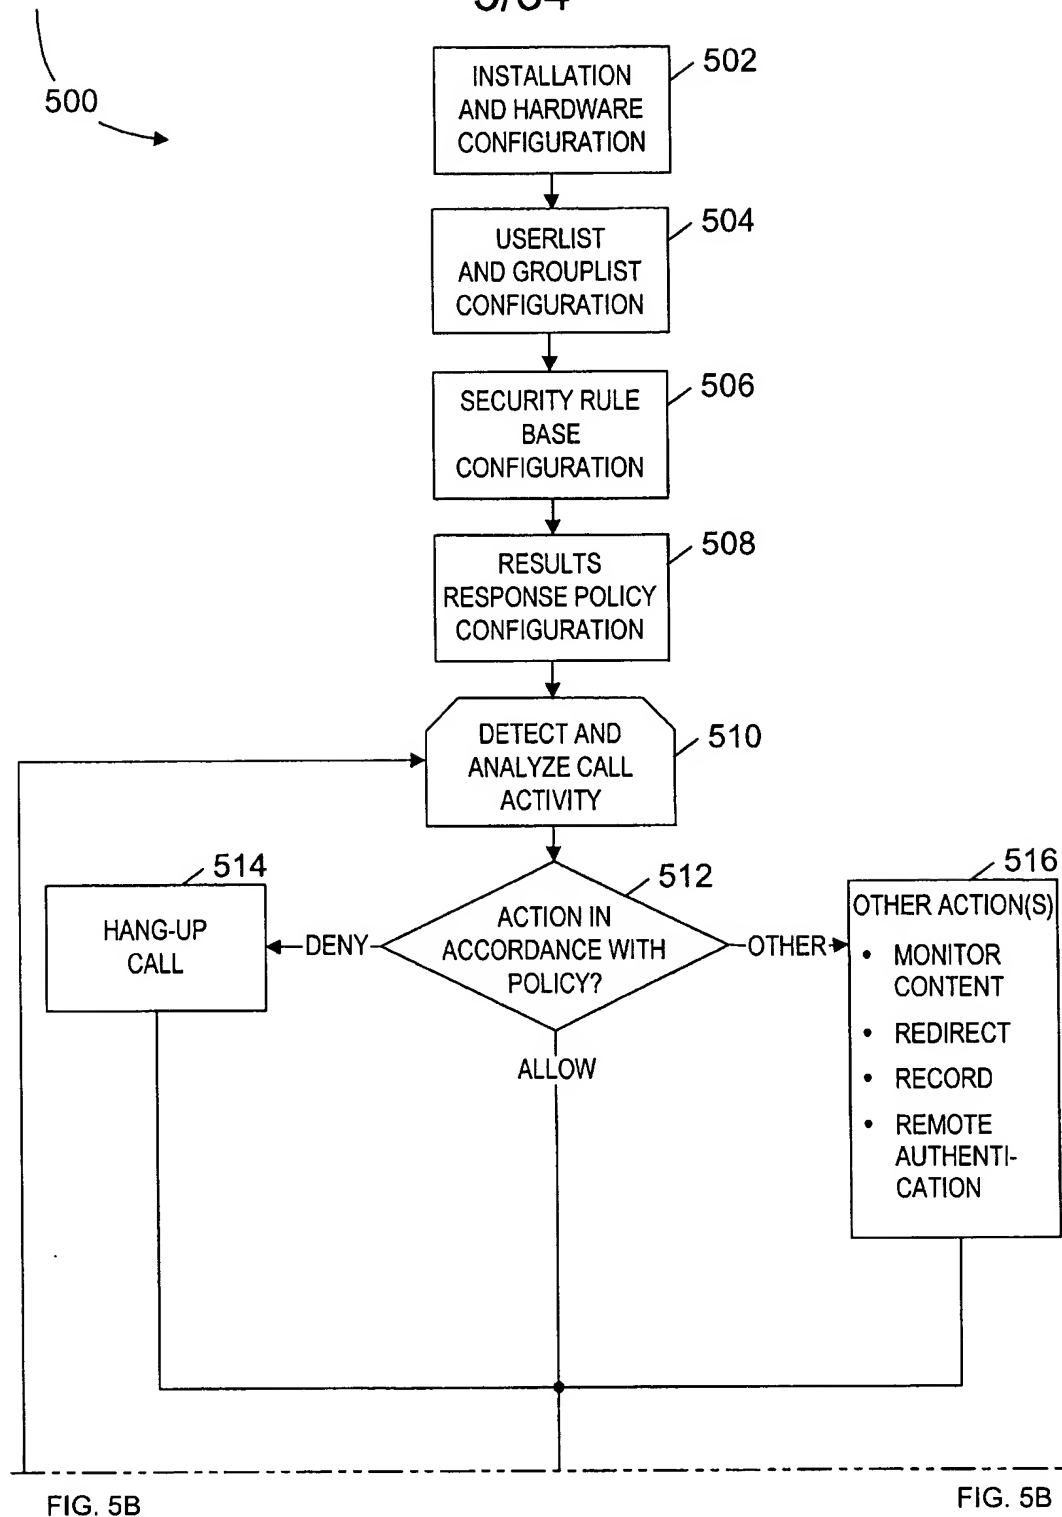 500
INSTALLATION
AND HARDWARE
CONFIGURATION
502
USERLIST
AND GROUPLIST
CONFIGURATION
504
SECURITY RULE
BASE
CONFIGURATION
506
RESULTS
RESPONSE POLICY
CONFIGURATION
508
DETECT AND
ANALYZE CALL
ACTIVITY
510
514
HANG-UP
CALL
DENY
512
ACTION IN
ACCORDANCE WITH
POLICY?
OTHER
ALLOW
516
OTHER ACTION(S)
• MONITOR
CONTENT
• REDIRECT
• RECORD
• REMOTE
AUTHENTI-
CATION
FIG. 5B
FIG. 5B